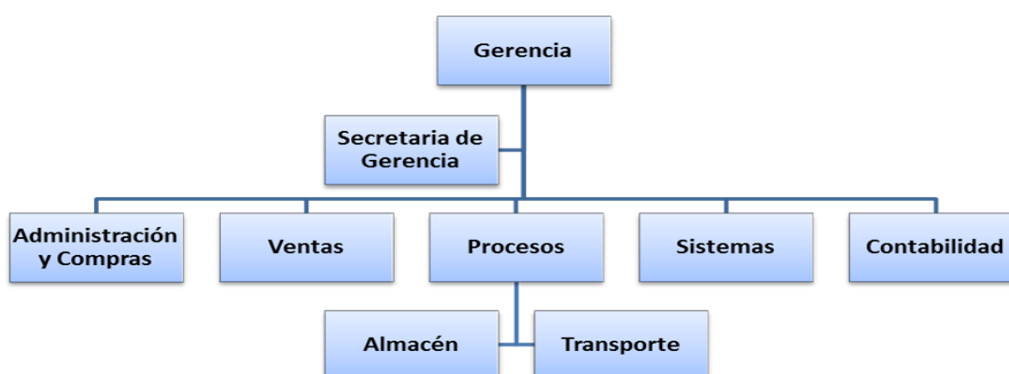 Gerencia
Secretaria de
Gerencia
Administración
y Compras
Ventas
Procesos
Sistemas
Contabilidad
Almacén
Transporte